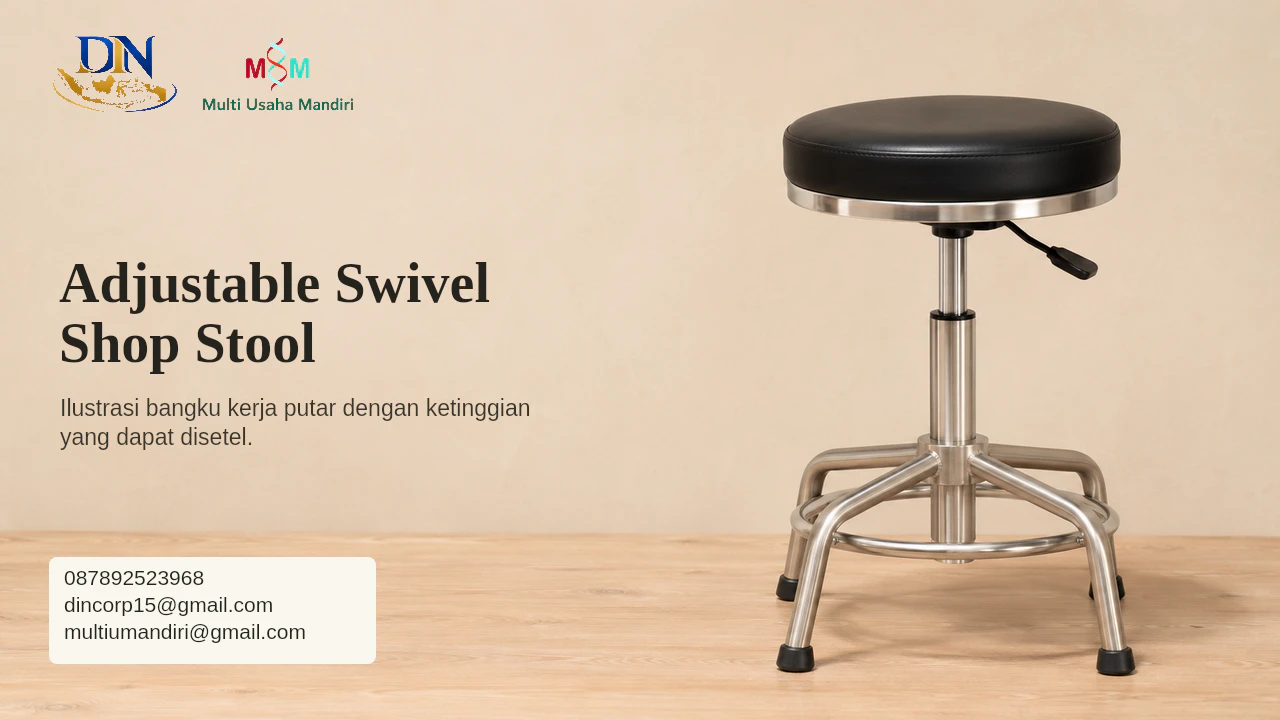 DN
MSM
Multi Usaha Mandiri
Adjustable Swivel
Shop Stool
Ilustrasi bangku kerja putar dengan ketinggian
yang dapat disetel.
087892523968
dincorp15@gmail.com
multiumandiri@gmail.com